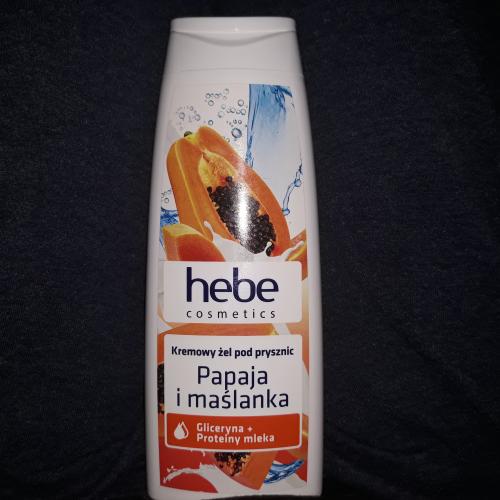 hebe
cosmetics
Kremowy żel pod prysznic
Papaja
i maślanka
Gliceryna +
Proteiny mleka